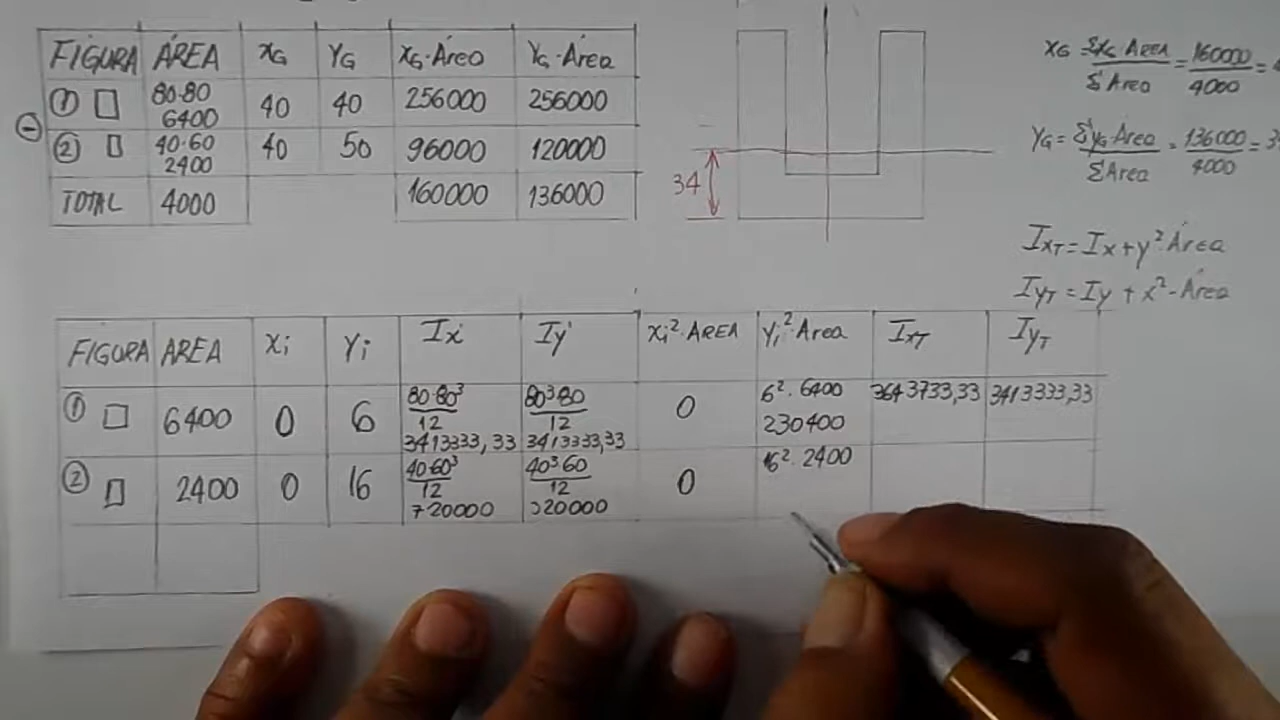 FIGURA ÁREA XG YG XG·Área YG·Área
① 80·80 6400 40 40 256000 256000
② 40·60 2400 40 50 96000 120000
TOTAL 4000 160000 136000
34
XG = ΣXG·AREA / ΣArea = 160000 / 4000 =
YG = ΣyG·Area / ΣArea = 136000 / 4000 =
IxT = Ix + y² Área
IyT = Iy + x²·Área
FIGURA AREA Xi Yi Ix Iy Xi²·AREA Yi²·Area IxT IyT
① 6400 0 6 80·80³/12 3413333,33 80³·80/12 3413333,33 0 6²·6400 230400 3643733,33 3413333,33
② 2400 0 16 40·60³/12 720000 40³·60/12 320000 0 16²·2400